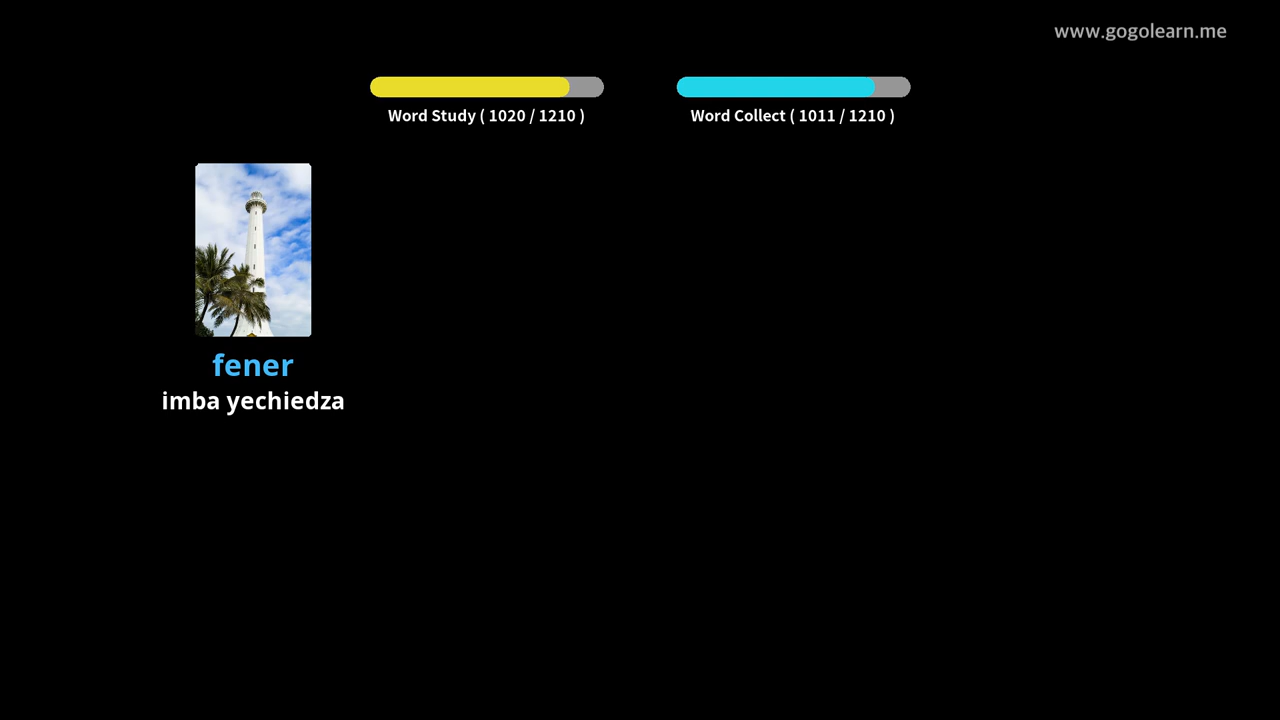 www.gogolearn.me
Word Study ( 1020 / 1210 )
Word Collect ( 1011 / 1210 )
fener
imba yechiedza